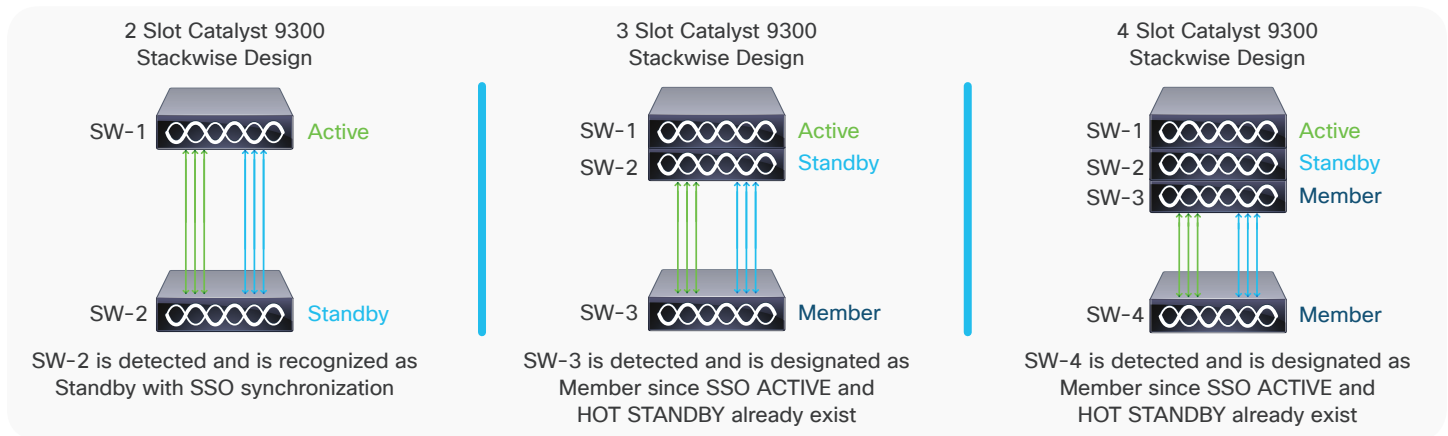 2 Slot Catalyst 9300
Stackwise Design
SW-1
Active
SW-2
Standby
SW-2 is detected and is recognized as
Standby with SSO synchronization
3 Slot Catalyst 9300
Stackwise Design
SW-1
Active
SW-2
Standby
SW-3
Member
SW-3 is detected and is designated as
Member since SSO ACTIVE and
HOT STANDBY already exist
4 Slot Catalyst 9300
Stackwise Design
SW-1
Active
SW-2
Standby
SW-3
Member
SW-4
Member
SW-4 is detected and is designated as
Member since SSO ACTIVE and
HOT STANDBY already exist